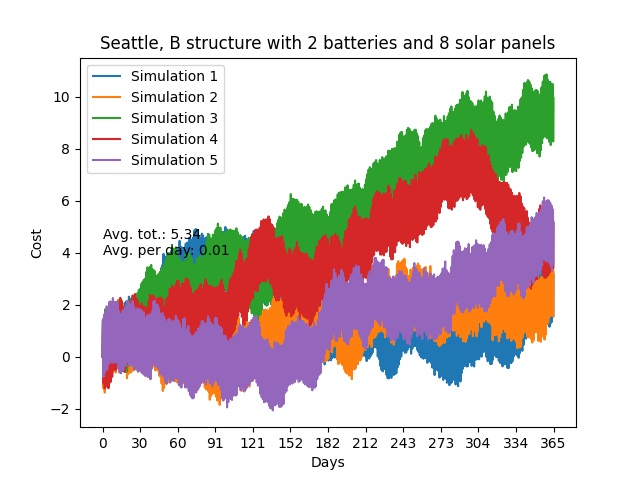 Seattle, B structure with 2 batteries and 8 solar panels
Simulation 1
Simulation 2
Simulation 3
Simulation 4
Simulation 5
Avg. tot.: 5.34
Avg. per day: 0.01
Cost
10
8
6
4
2
0
−2
0 30 60 91 121 152 182 212 243 273 304 334 365
Days